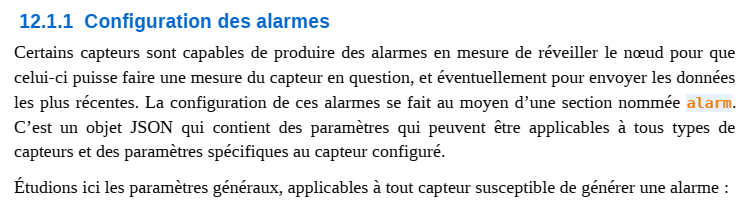 12.1.1 Configuration des alarmes
Certains capteurs sont capables de produire des alarmes en mesure de réveiller le nœud pour que
celui-ci puisse faire une mesure du capteur en question, et éventuellement pour envoyer les données
les plus récentes. La configuration de ces alarmes se fait au moyen d’une section nommée alarm.
C’est un objet JSON qui contient des paramètres qui peuvent être applicables à tous types de
capteurs et des paramètres spécifiques au capteur configuré.
Étudions ici les paramètres généraux, applicables à tout capteur susceptible de générer une alarme :